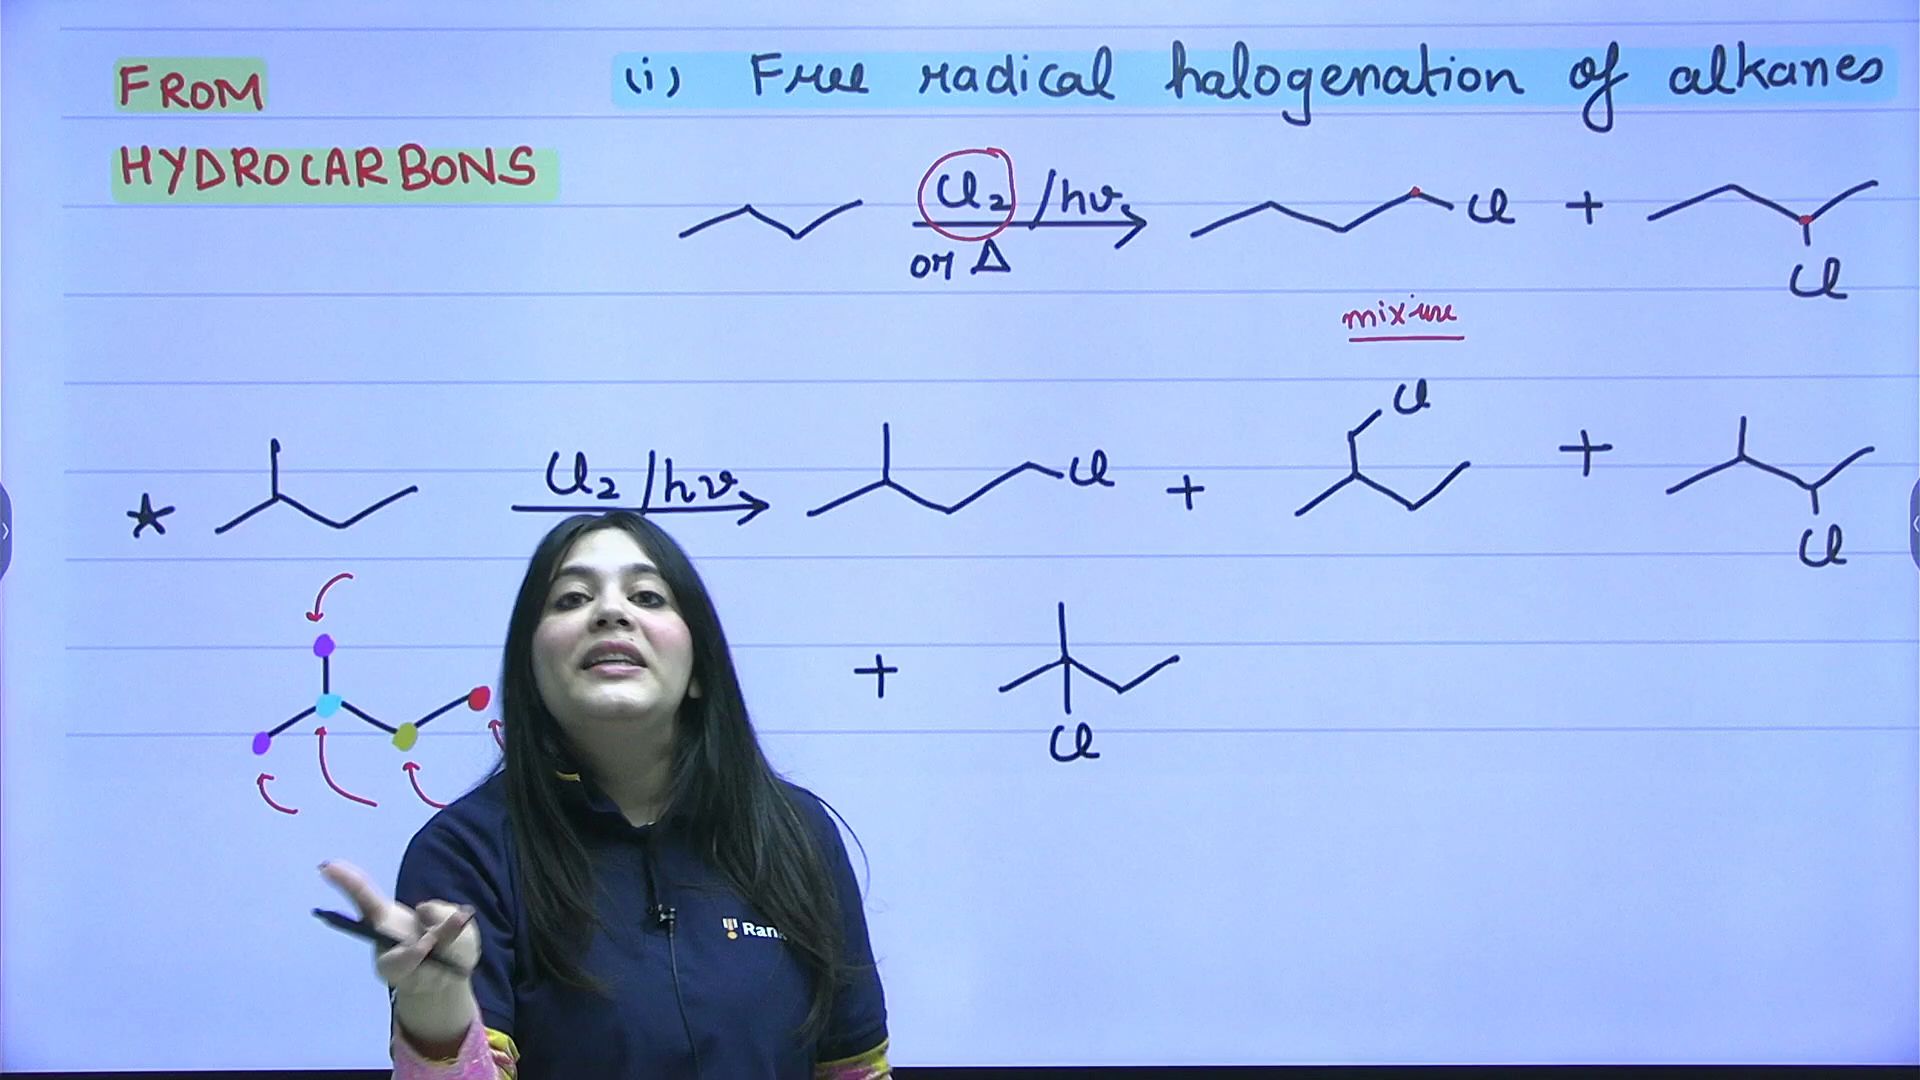 FROM
HYDROCARBONS
(i) Free radical halogenation of alkanes
Cl2 /hν
or Δ
Cl +
Cl
mixture
Cl
★ Cl2 /hν
Cl + +
Cl
+
Cl